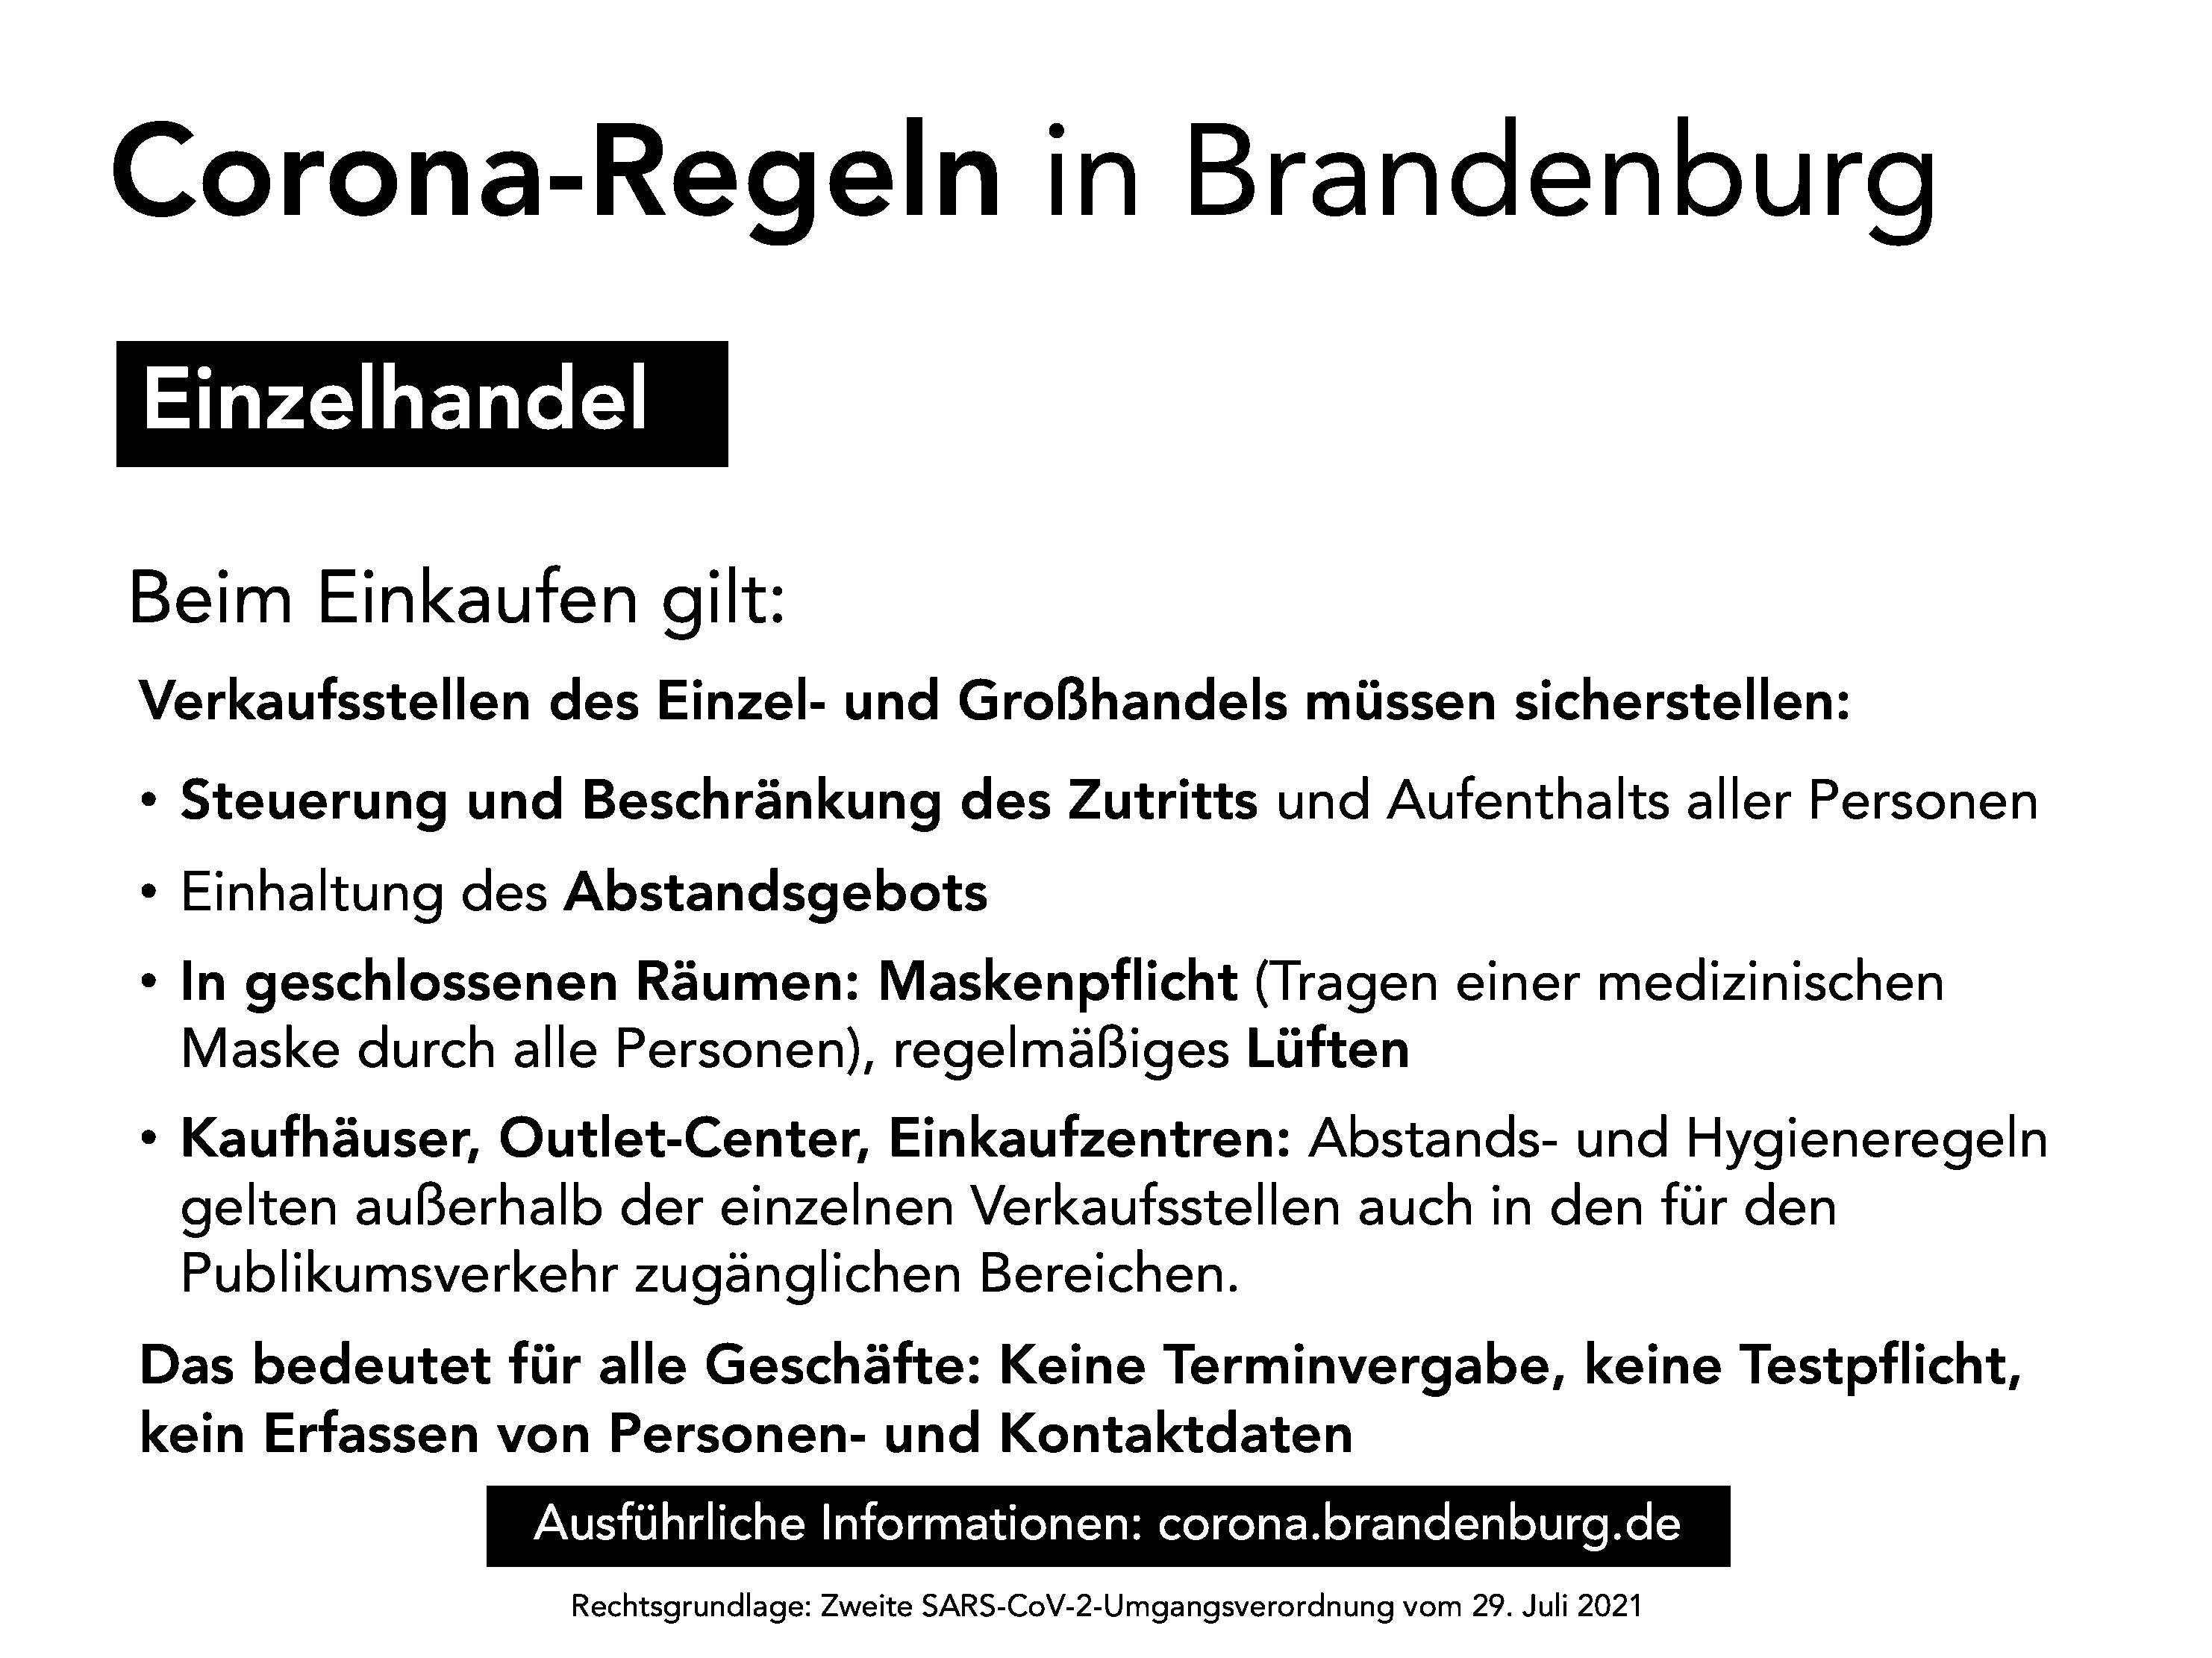 Corona-Regeln in Brandenburg
Einzelhandel
Beim Einkaufen gilt:
Verkaufsstellen des Einzel- und Großhandels müssen sicherstellen:
• Steuerung und Beschränkung des Zutritts und Aufenthalts aller Personen
• Einhaltung des Abstandsgebots
• In geschlossenen Räumen: Maskenpflicht (Tragen einer medizinischen
Maske durch alle Personen), regelmäßiges Lüften
• Kaufhäuser, Outlet-Center, Einkaufzentren: Abstands- und Hygieneregeln
gelten außerhalb der einzelnen Verkaufsstellen auch in den für den
Publikumsverkehr zugänglichen Bereichen.
Das bedeutet für alle Geschäfte: Keine Terminvergabe, keine Testpflicht,
kein Erfassen von Personen- und Kontaktdaten
Ausführliche Informationen: corona.brandenburg.de
Rechtsgrundlage: Zweite SARS-CoV-2-Umgangsverordnung vom 29. Juli 2021